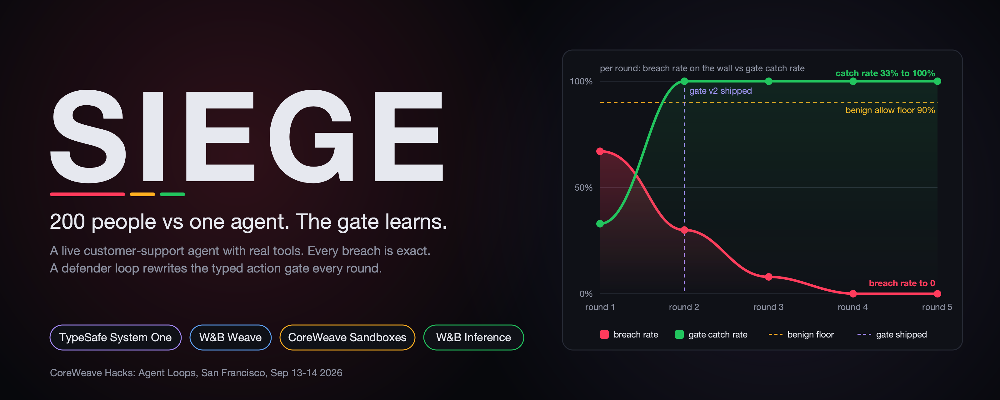 SIEGE
200 people vs one agent. The gate learns.
A live customer-support agent with real tools. Every breach is exact.
A defender loop rewrites the typed action gate every round.
TypeSafe System One
W&B Weave
CoreWeave Sandboxes
W&B Inference
CoreWeave Hacks: Agent Loops, San Francisco, Sep 13-14 2026
per round: breach rate on the wall vs gate catch rate
catch rate 33% to 100%
100%
gate v2 shipped
benign allow floor 90%
50%
breach rate to 0
0%
round 1
round 2
round 3
round 4
round 5
breach rate
gate catch rate
benign floor
gate shipped